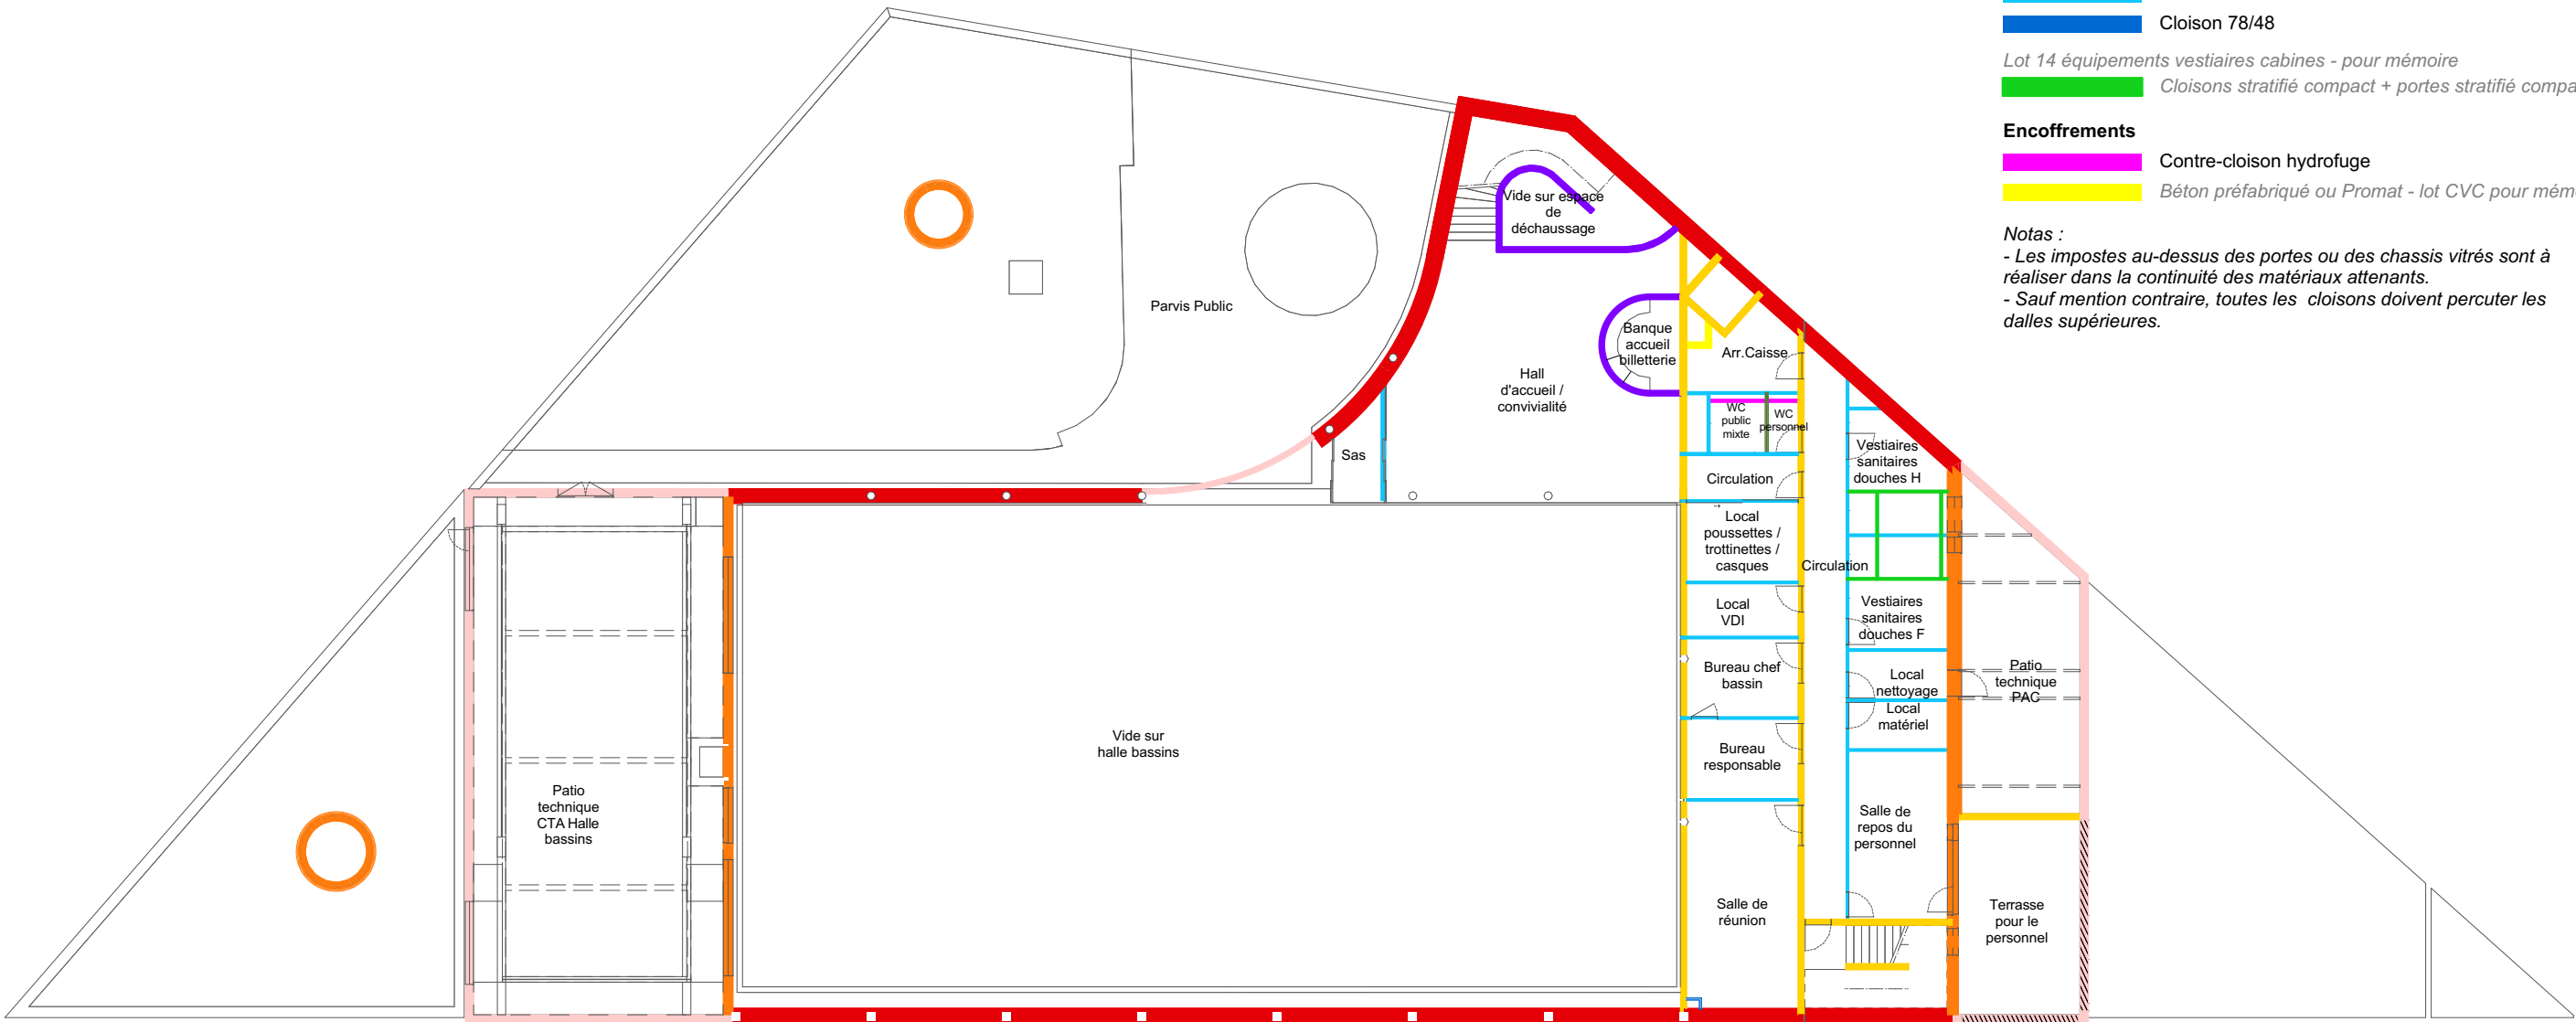 Cloison 78/48
Lot 14 équipements vestiaires cabines - pour mémoire
Cloisons stratifié compact + portes stratifié compa
Encoffrements
Contre-cloison hydrofuge
Béton préfabriqué ou Promat - lot CVC pour mém
Notas :
- Les impostes au-dessus des portes ou des chassis vitrés sont à
réaliser dans la continuité des matériaux attenants.
- Sauf mention contraire, toutes les cloisons doivent percuter les
dalles supérieures.
Vide sur espace
de
déchaussage
Parvis Public
Banque
accueil
billetterie
Arr.Caisse
Hall
d'accueil /
convivialité
WC
public
mixte
WC
personnel
Sas
Circulation
Vestiaires
sanitaires
douches H
Local
poussettes /
trottinettes /
casques
Circulation
Local
VDI
Vestiaires
sanitaires
douches F
Bureau chef
bassin
Local
nettoyage
Local
matériel
Patio
technique
PAC
Vide sur
halle bassins
Bureau
responsable
Patio
technique
CTA Halle
bassins
Salle de
repos du
personnel
Salle de
réunion
Terrasse
pour le
personnel